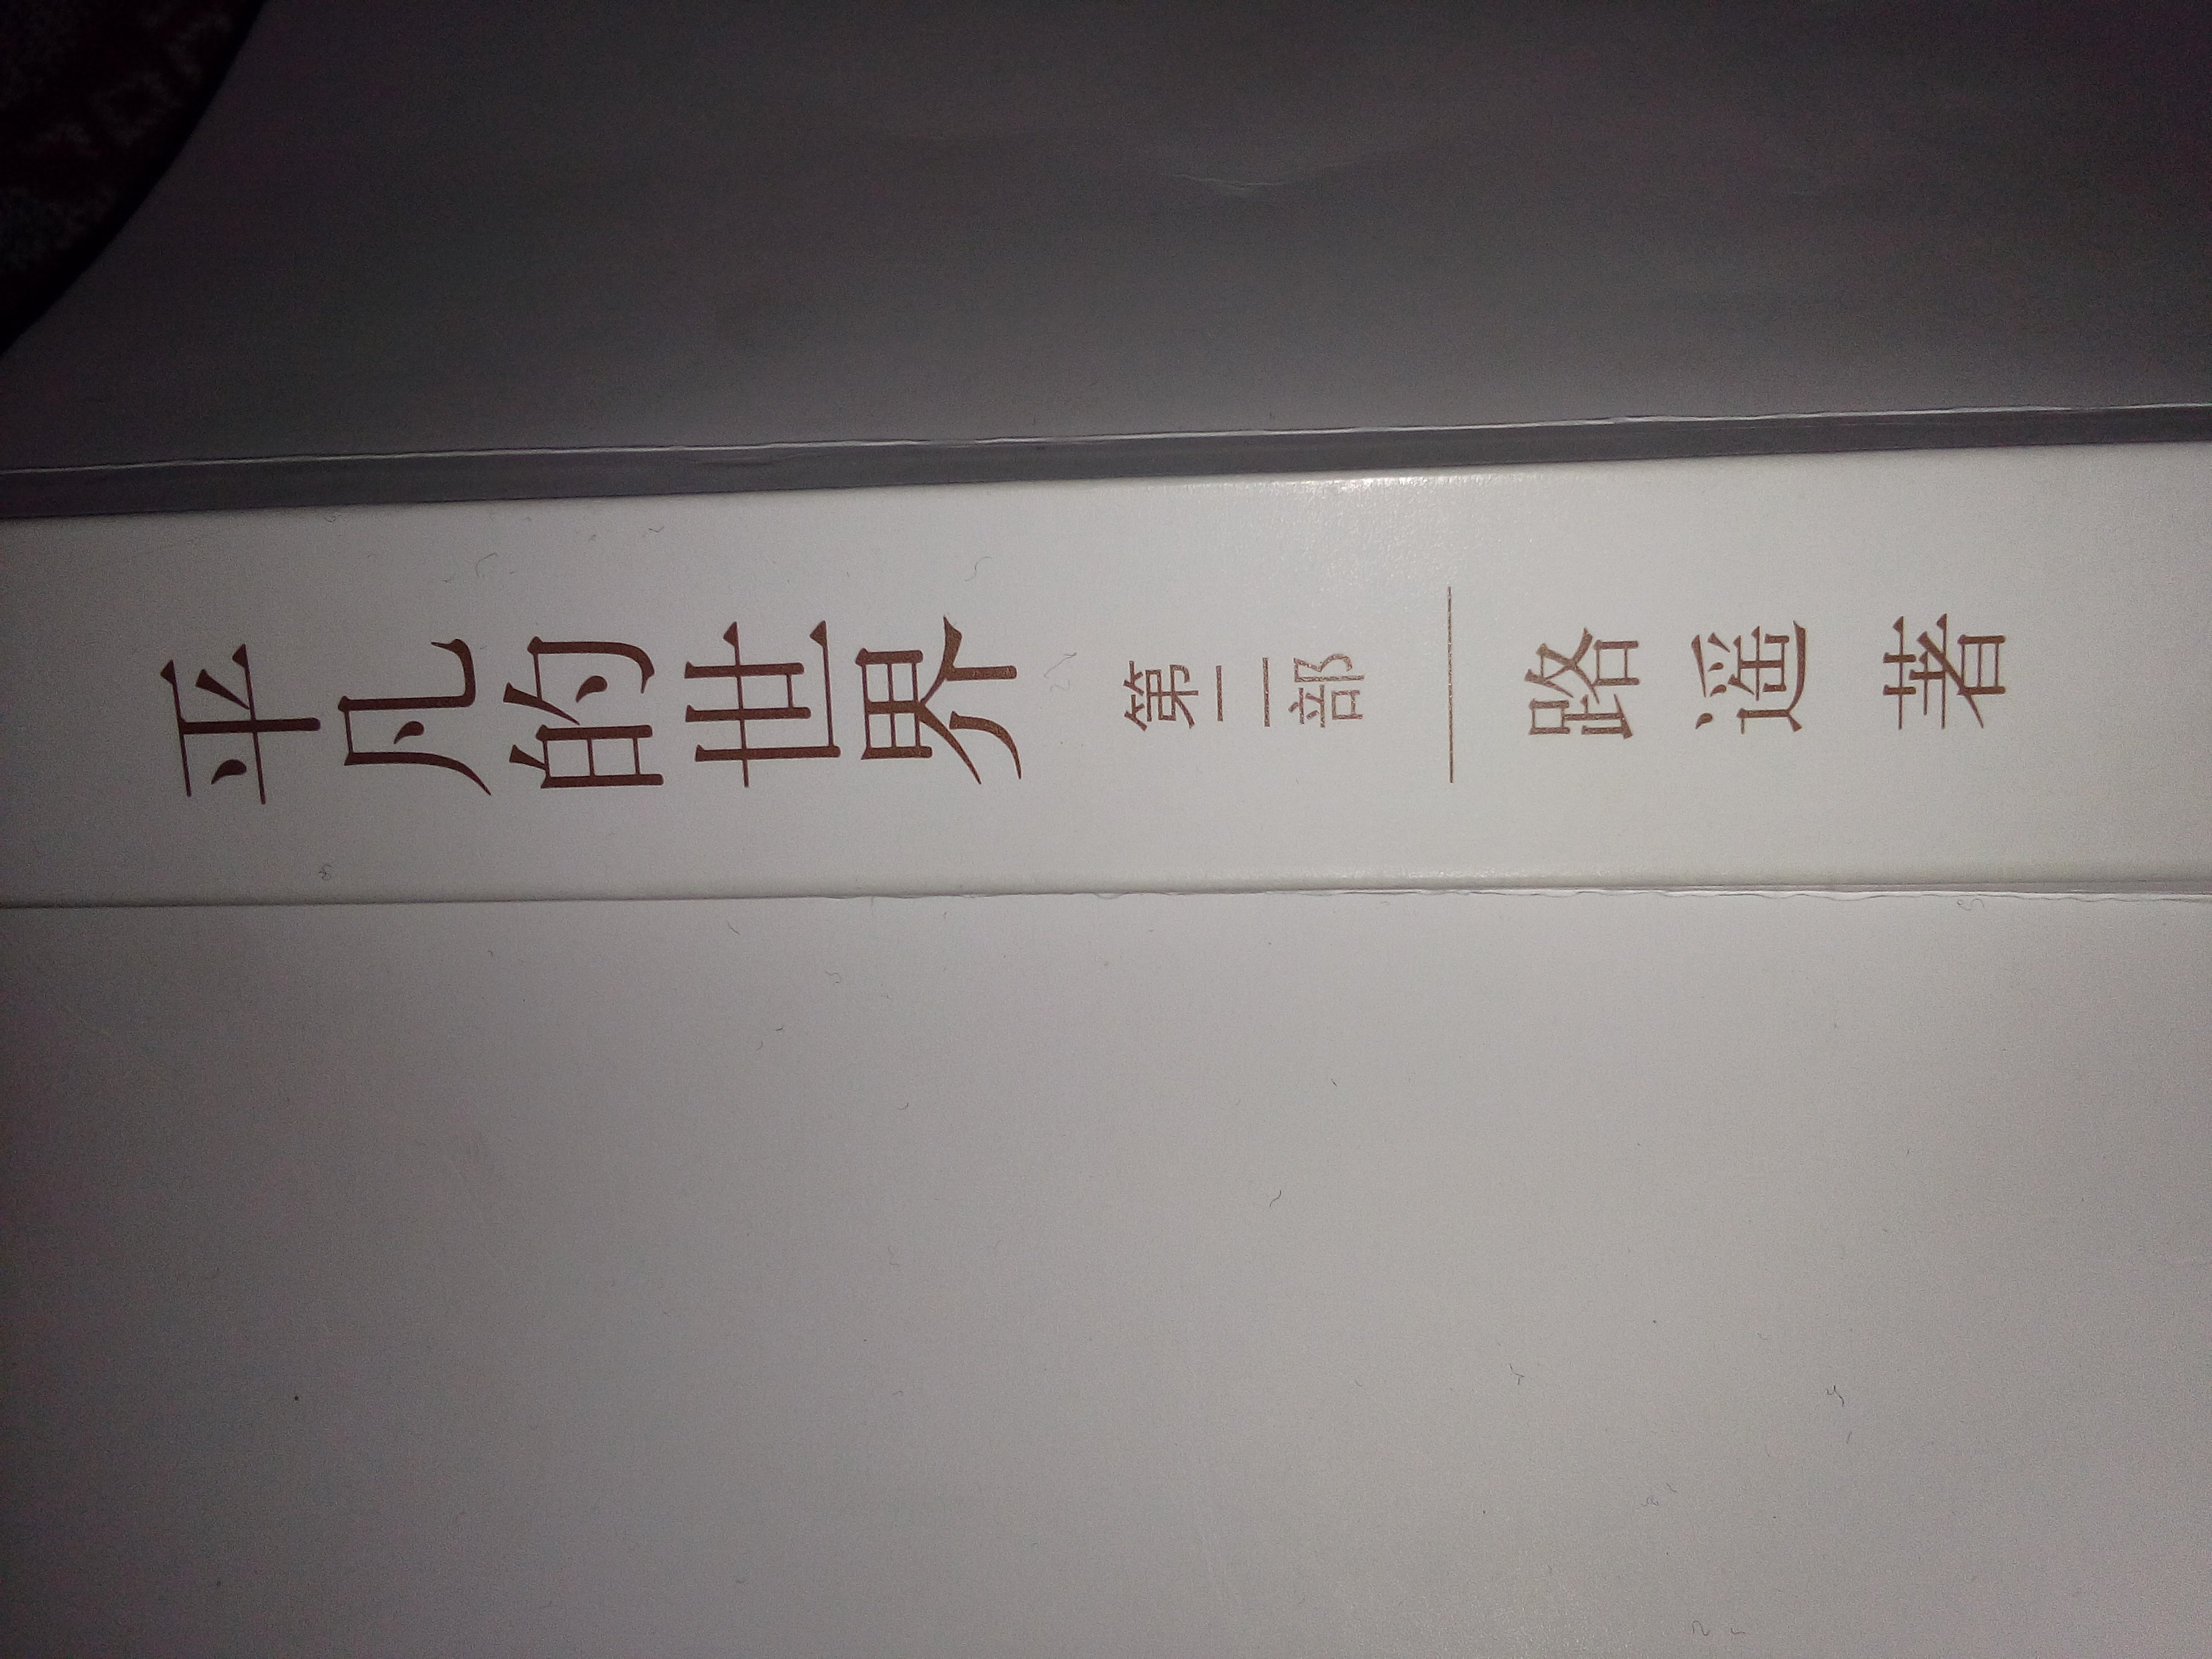 平凡的世界 第二部 路遥 著